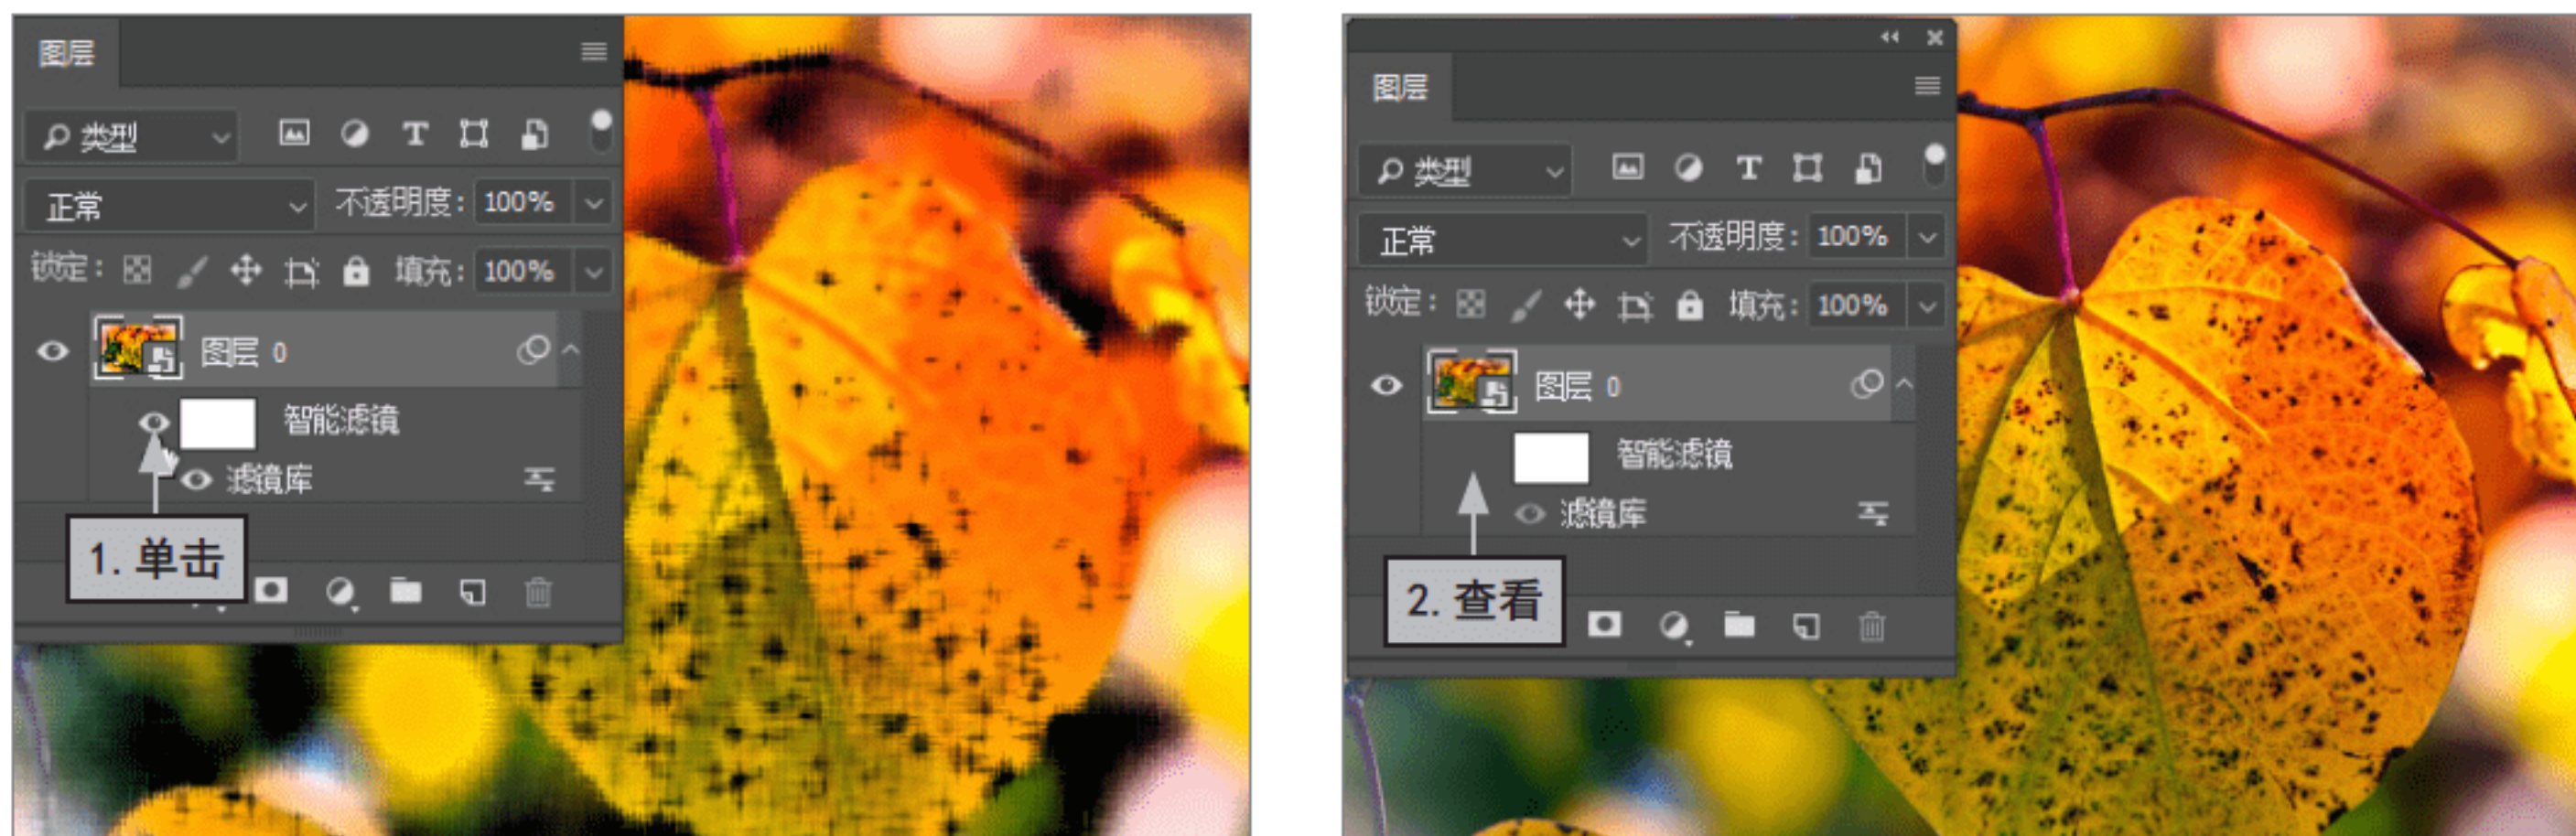 图层
类型
正常 不透明度: 100%
锁定: 填充: 100%
图层 0
智能滤镜
滤镜库
1. 单击
图层
类型
正常 不透明度: 100%
锁定: 填充: 100%
图层 0
智能滤镜
滤镜库
2. 查看